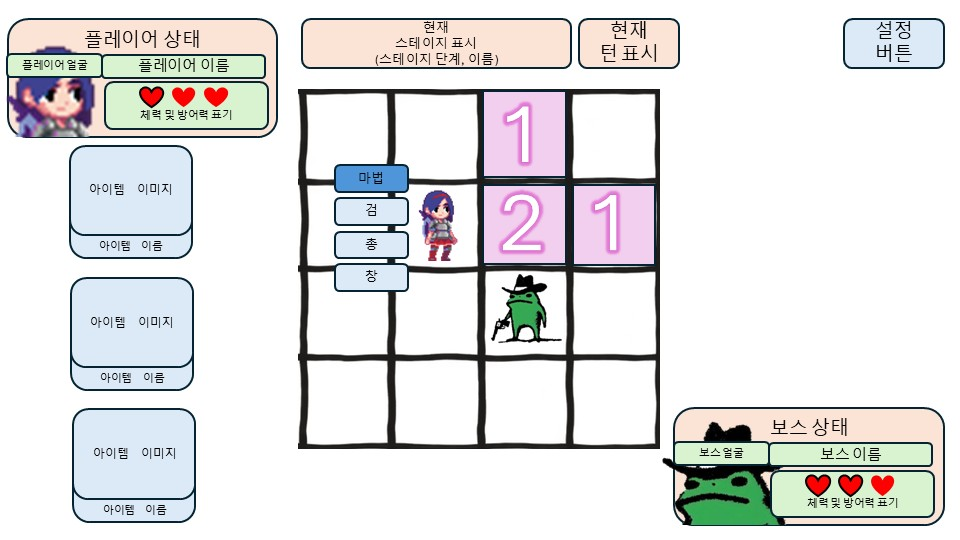 플레이어 상태
플레이어 얼굴
플레이어 이름
체력 및 방어력 표기
현재
스테이지 표시
(스테이지 단계, 이름)
현재
턴 표시
설정
버튼
아이템 이미지
아이템 이름
아이템 이미지
아이템 이름
아이템 이미지
아이템 이름
마법
검
총
창
1
2
1
보스 상태
보스 얼굴
보스 이름
체력 및 방어력 표기